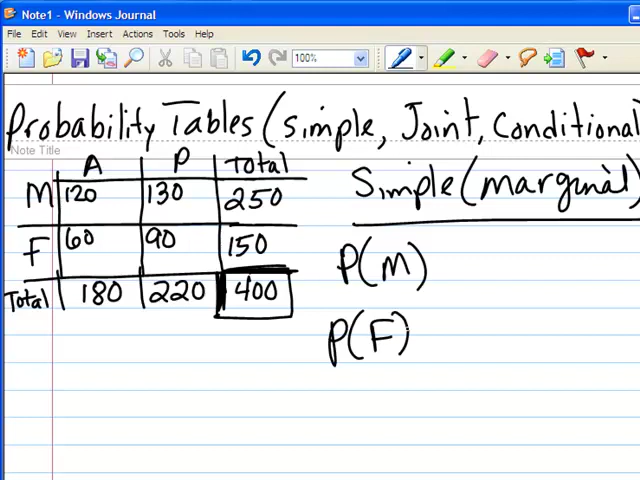 Note1 - Windows Journal
File Edit View Insert Actions Tools Help
100%
Probability Tables (simple, Joint, Conditional
Note Title
A P Total
M 120 130 250
F 60 90 150
Total 180 220 400
Simple (marginal)
P(M)
P(F)